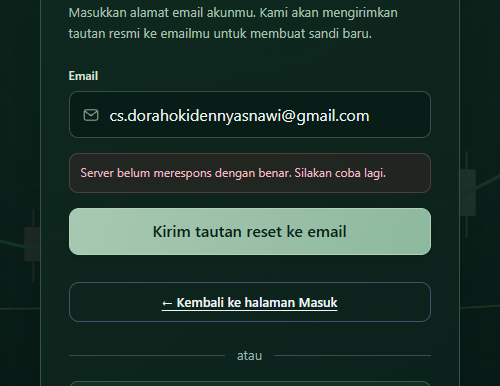 Masukkan alamat email akunmu. Kami akan mengirimkan
tautan resmi ke emailmu untuk membuat sandi baru.
Email
cs.dorahokidennyasnawi@gmail.com
Server belum merespons dengan benar. Silakan coba lagi.
Kirim tautan reset ke email
← Kembali ke halaman Masuk
atau